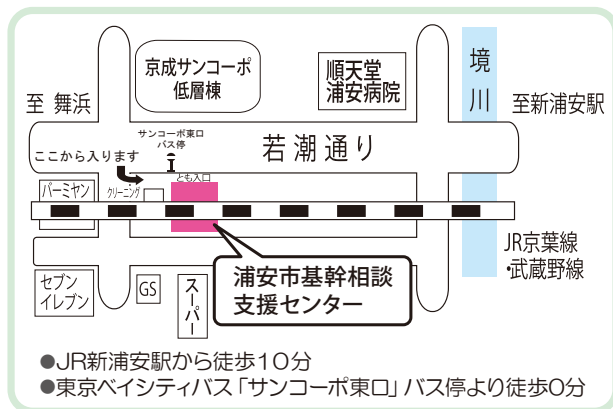 京成サンコーポ
低層棟
順天堂
浦安病院
境川
至 舞浜
至新浦安駅
サンコーポ東口
バス停
若潮通り
ここから入ります
とも入口
バーミヤン
クリーニング
JR京葉線
・武蔵野線
浦安市基幹相談
支援センター
セブン
イレブン
GS
スーパー
●JR新浦安駅から徒歩10分
●東京ベイシティバス「サンコーポ東口」バス停より徒歩0分